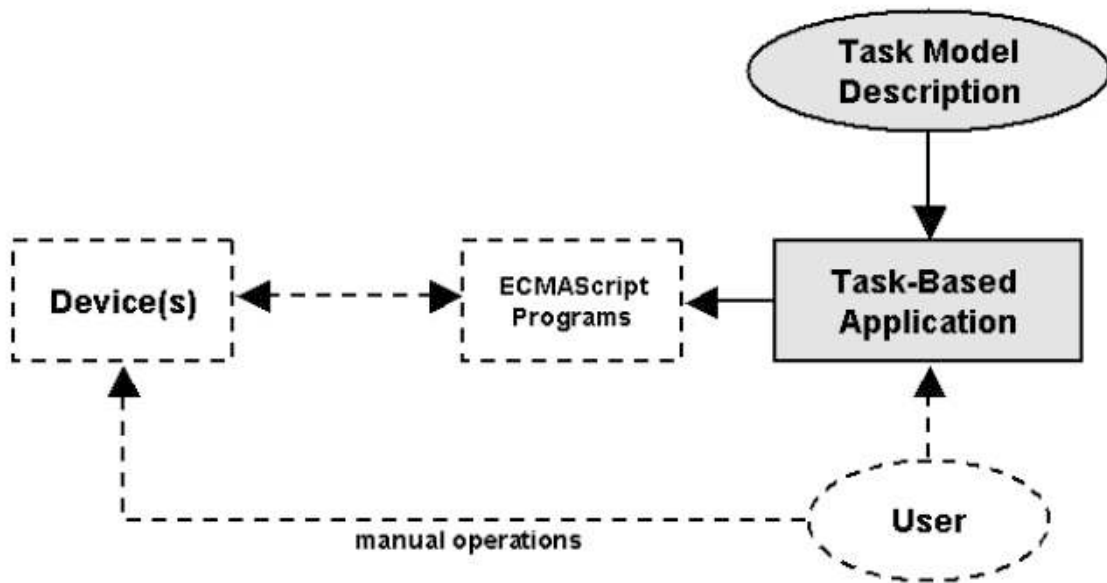 Task Model
Description
Device(s)
ECMAScript
Programs
Task-Based
Application
User
manual operations